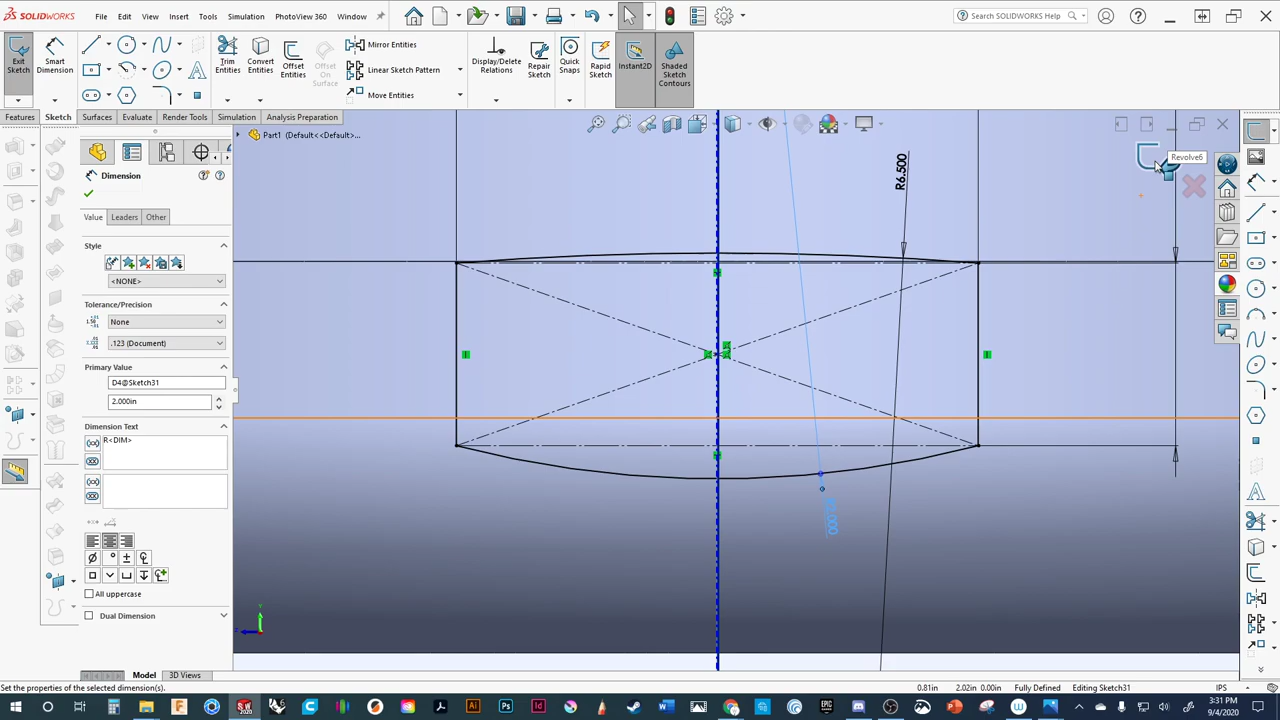 SOLIDWORKS
File Edit View Insert Tools Simulation PhotoView 360 Window
Search SOLIDWORKS Help
Exit Sketch
Smart Dimension
Trim Entities
Convert Entities
Offset Entities
Offset On Surface
Mirror Entities
Linear Sketch Pattern
Move Entities
Display/Delete Relations
Repair Sketch
Quick Snaps
Rapid Sketch
Instant2D
Shaded Sketch Contours
Features Sketch Surfaces Evaluate Render Tools Simulation Analysis Preparation
Part1 (Default<<Default>...
Revolve6
Dimension
Value Leaders Other
Style
<NONE>
Tolerance/Precision
None
.123 (Document)
Primary Value
D4@Sketch31
2.000in
Dimension Text
R<DIM>
All uppercase
Dual Dimension
R6.500
Model 3D Views
Set the properties of the selected dimension(s).
0.81in 2.02in 0.00in Fully Defined Editing Sketch31 IPS
3:31 PM
9/4/2020